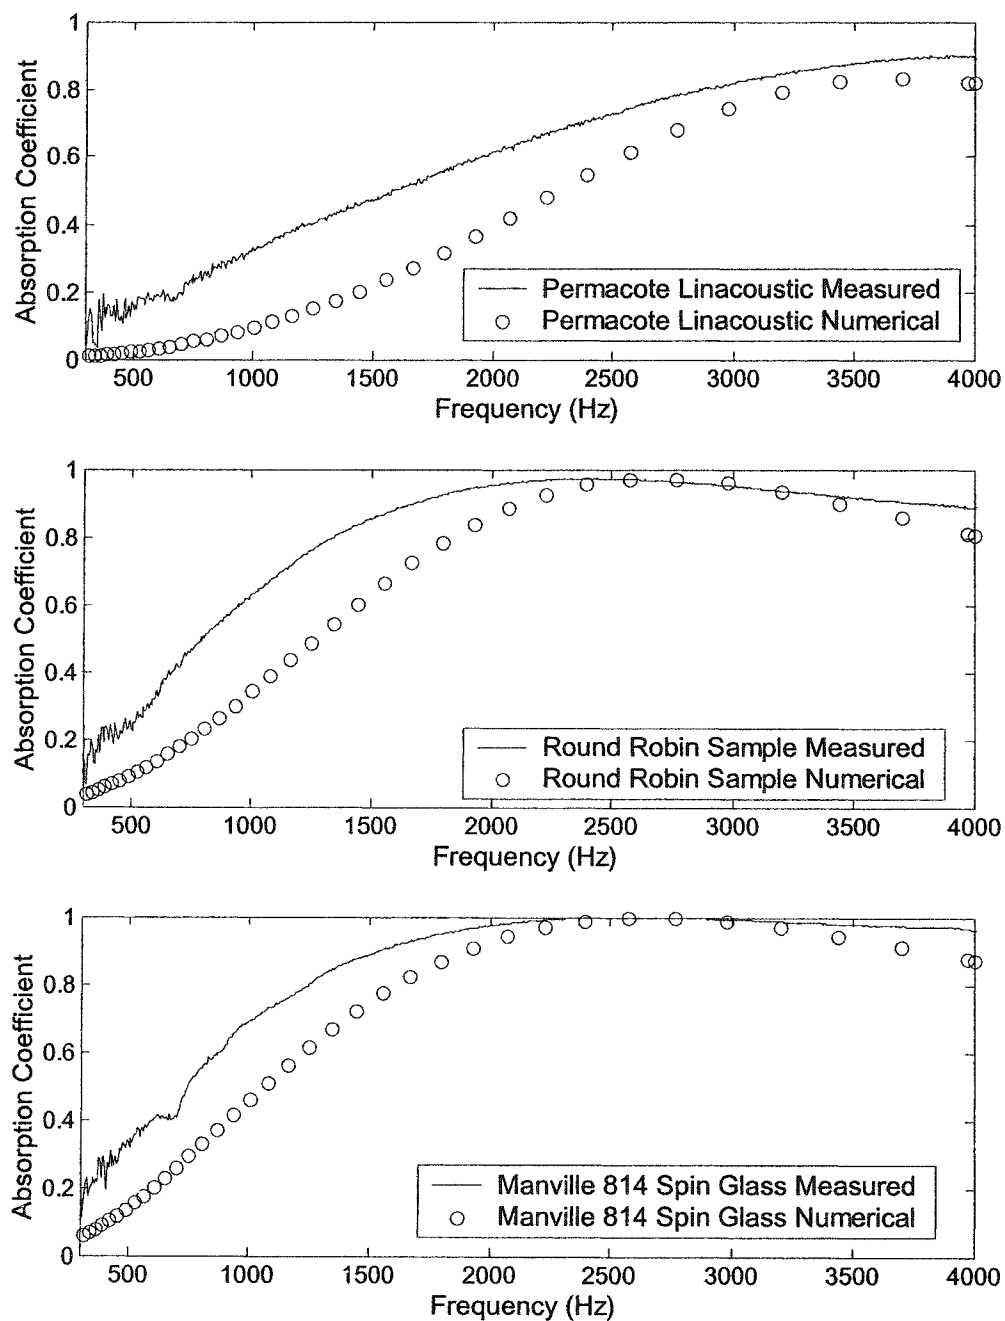 1
0.8
0.6
0.4
0.2
0
Absorption Coefficient
Permacote Linacoustic Measured
Permacote Linacoustic Numerical
500 1000 1500 2000 2500 3000 3500 4000
Frequency (Hz)
1
0.8
0.6
0.4
0.2
0
Absorption Coefficient
Round Robin Sample Measured
Round Robin Sample Numerical
500 1000 1500 2000 2500 3000 3500 4000
Frequency (Hz)
1
0.8
0.6
0.4
0.2
0
Absorption Coefficient
Manville 814 Spin Glass Measured
Manville 814 Spin Glass Numerical
500 1000 1500 2000 2500 3000 3500 4000
Frequency (Hz)